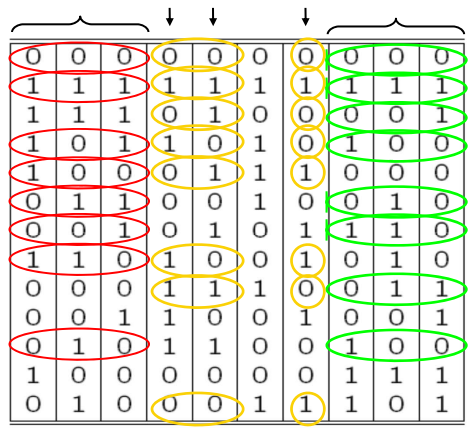 0 0 0 0 0 0 0 0 0 0
1 1 1 1 1 1 1 1 1 1
1 1 1 0 1 0 0 0 0 1
1 0 1 1 0 1 0 1 0 0
1 0 0 0 1 1 1 0 0 0
0 1 1 0 0 1 0 0 1 0
0 0 1 0 1 0 1 1 1 0
1 1 0 1 0 0 1 0 1 0
0 0 0 1 1 1 0 0 1 1
0 0 1 1 0 0 1 0 0 1
0 1 0 1 1 0 0 1 0 0
1 0 0 0 0 0 0 1 1 1
0 1 0 0 0 1 1 1 0 1